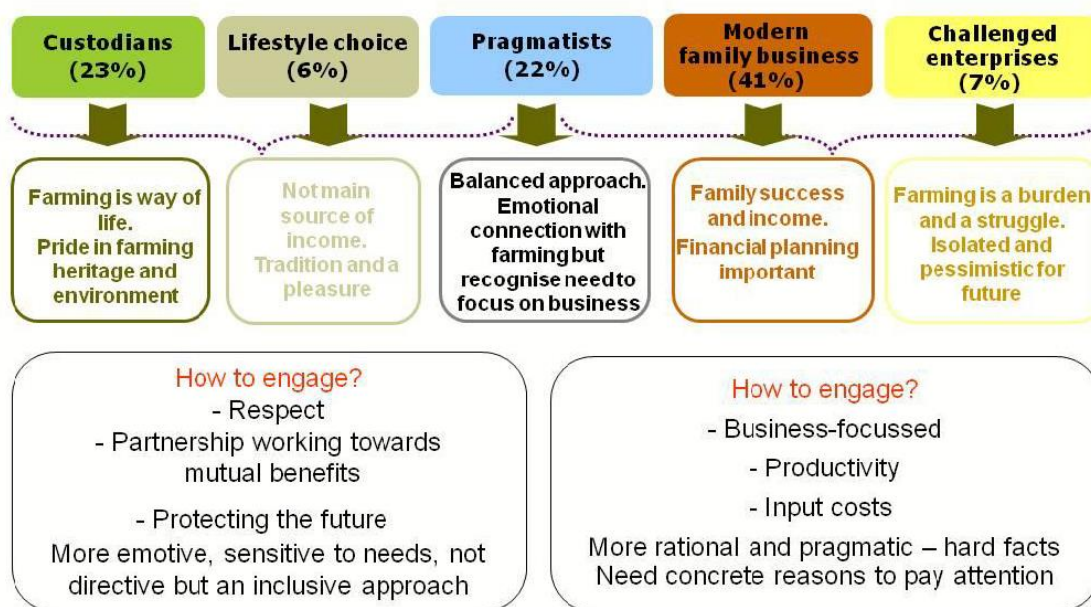 Custodians
(23%)
Lifestyle choice
(6%)
Pragmatists
(22%)
Modern
family business
(41%)
Challenged
enterprises
(7%)
Farming is way of
life.
Pride in farming
heritage and
environment
Not main
source of
income.
Tradition and a
pleasure
Balanced approach.
Emotional
connection with
farming but
recognise need to
focus on business
Family success
and income.
Financial planning
important
Farming is a burden
and a struggle.
Isolated and
pessimistic for
future
How to engage?
- Respect
- Partnership working towards
mutual benefits
- Protecting the future
More emotive, sensitive to needs, not
directive but an inclusive approach
How to engage?
- Business-focussed
- Productivity
- Input costs
More rational and pragmatic – hard facts
Need concrete reasons to pay attention